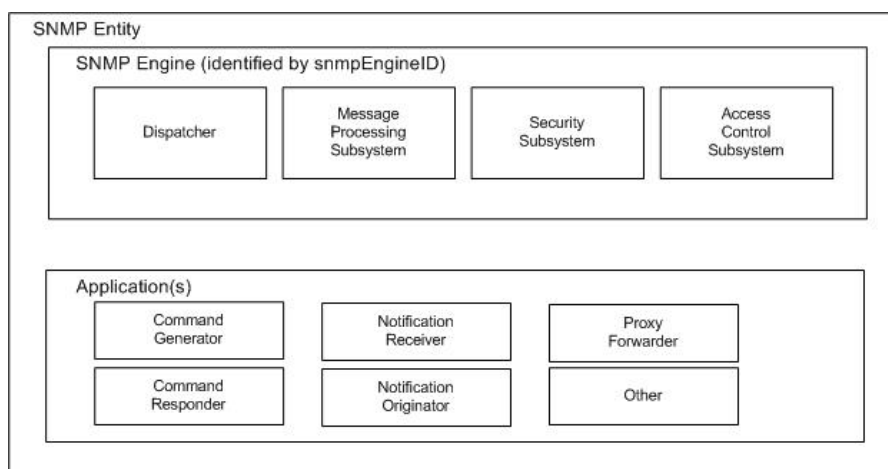 SNMP Entity
SNMP Engine (identified by snmpEngineID)
Dispatcher
Message
Processing
Subsystem
Security
Subsystem
Access
Control
Subsystem
Application(s)
Command
Generator
Notification
Receiver
Proxy
Forwarder
Command
Responder
Notification
Originator
Other